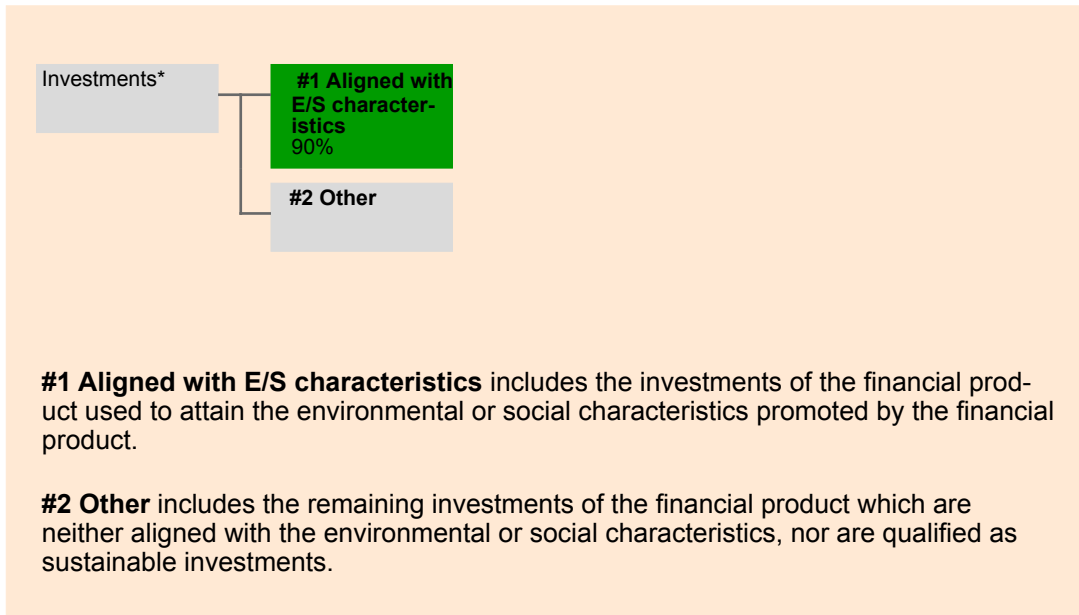 Investments*
#1 Aligned with
E/S character-
istics
90%
#2 Other
#1 Aligned with E/S characteristics includes the investments of the financial prod-
uct used to attain the environmental or social characteristics promoted by the financial
product.
#2 Other includes the remaining investments of the financial product which are
neither aligned with the environmental or social characteristics, nor are qualified as
sustainable investments.